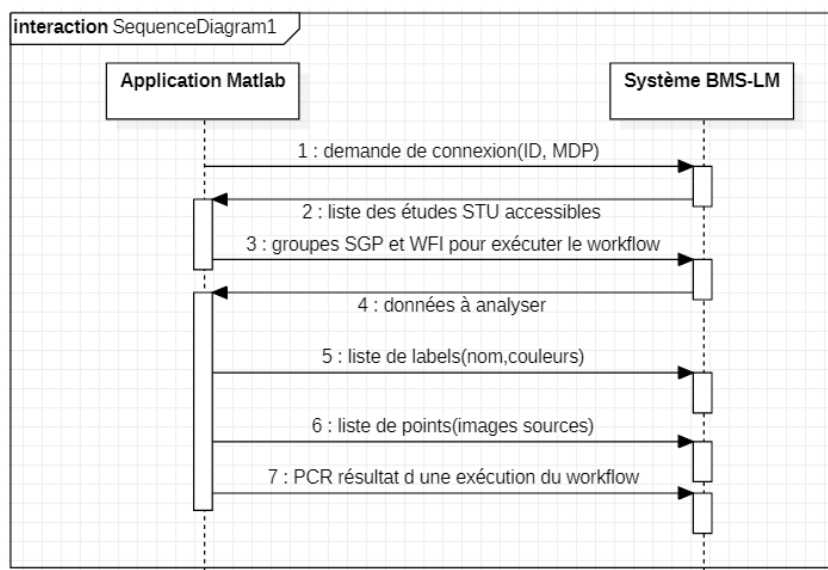 interaction SequenceDiagram1
Application Matlab
Système BMS-LM
1 : demande de connexion(ID, MDP)
2 : liste des études STU accessibles
3 : groupes SGP et WFI pour exécuter le workflow
4 : données à analyser
5 : liste de labels(nom,couleurs)
6 : liste de points(images sources)
7 : PCR résultat d une exécution du workflow